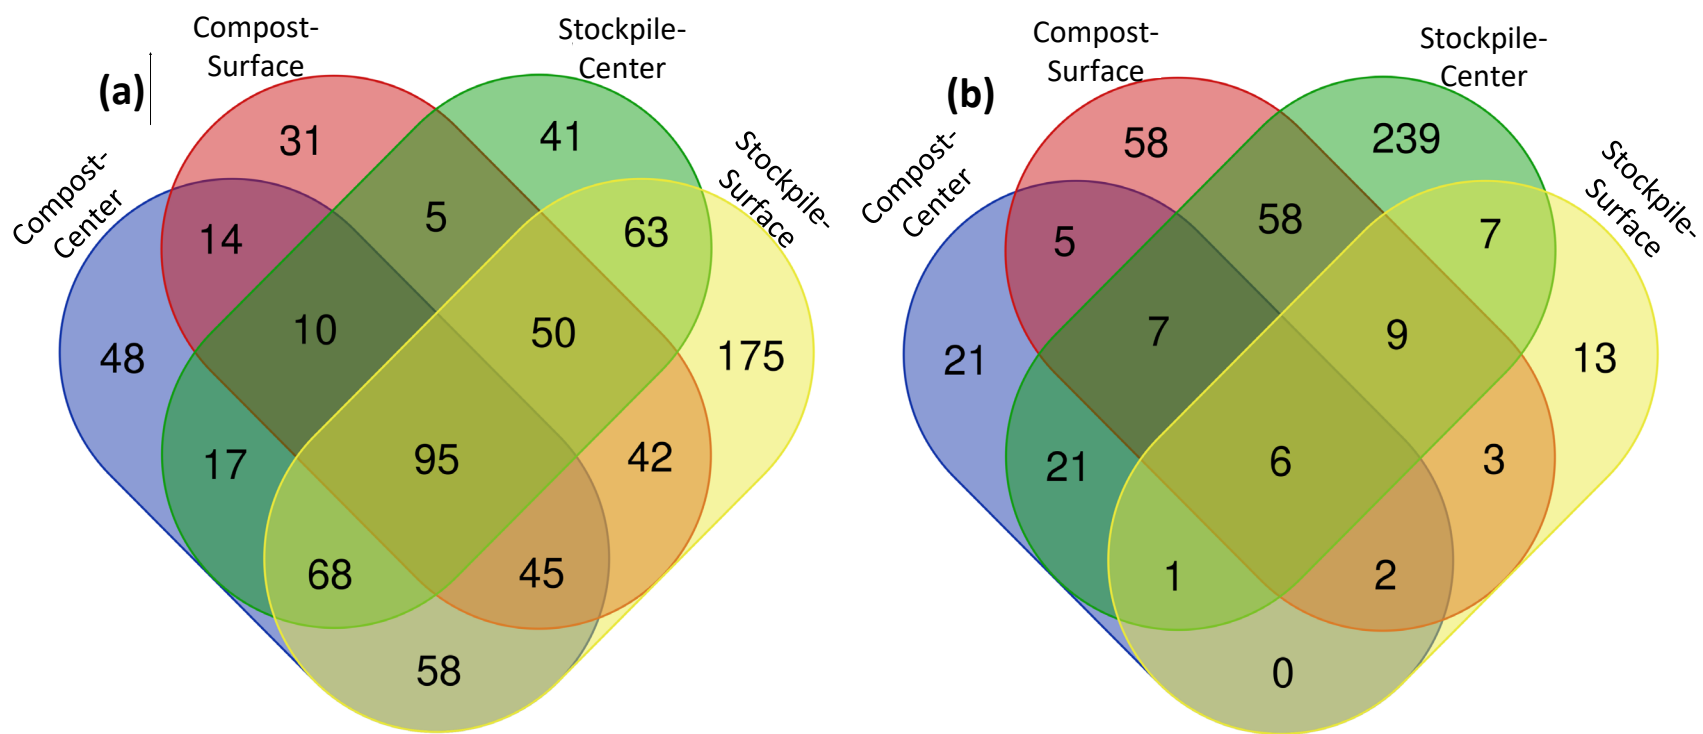 (a)
Compost-
Surface
Stockpile-
Center
Compost-
Center
Stockpile-
Surface
31
41
14
5
63
48
10
50
175
17
95
42
68
45
58
(b)
Compost-
Surface
Stockpile-
Center
Compost-
Center
Stockpile-
Surface
58
239
5
58
7
21
7
9
13
21
6
3
1
2
0